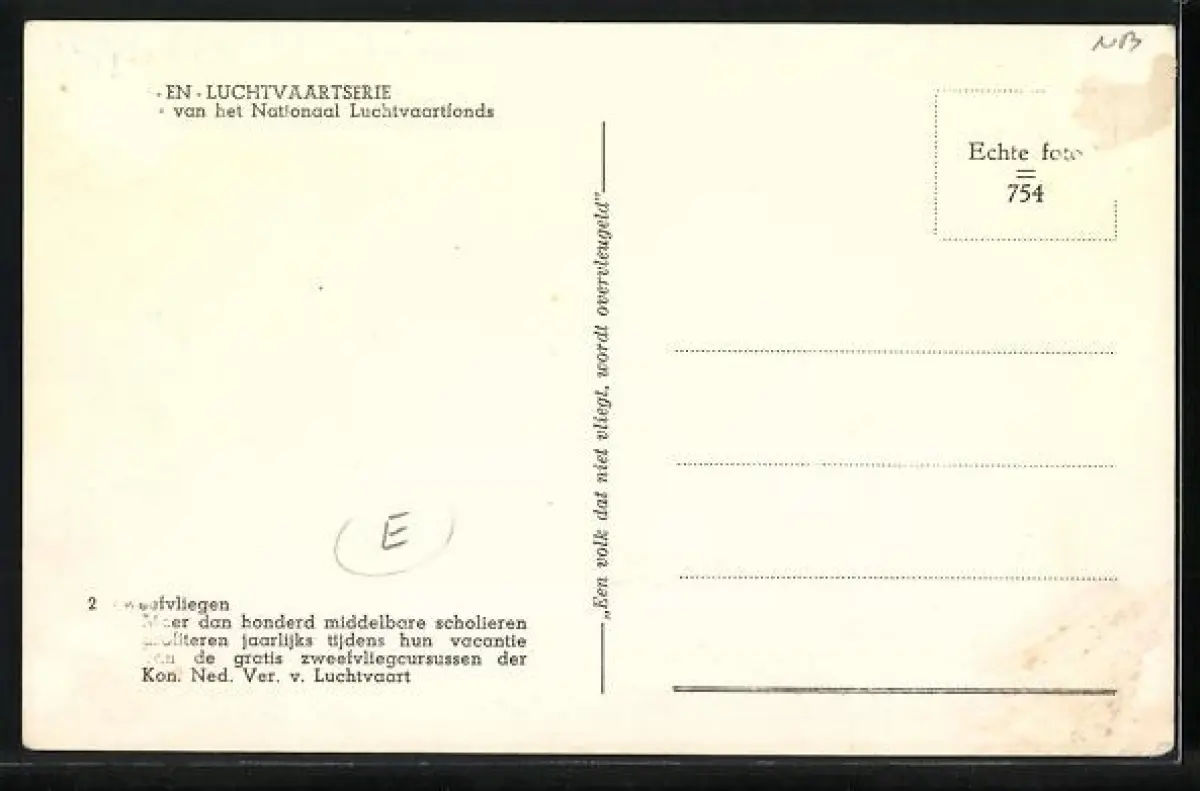 EN - LUCHTVAARTSERIE
van het Nationaal Luchtvaartfonds
NB
Echte foto
=
754
„Een volk dat niet vliegt, wordt overvleugeld”
E
2
Meer dan honderd middelbare scholieren
jaarlijks tijdens hun vacantie
de gratis zweefvliegcursussen der
Kon. Ned. Ver. v. Luchtvaart